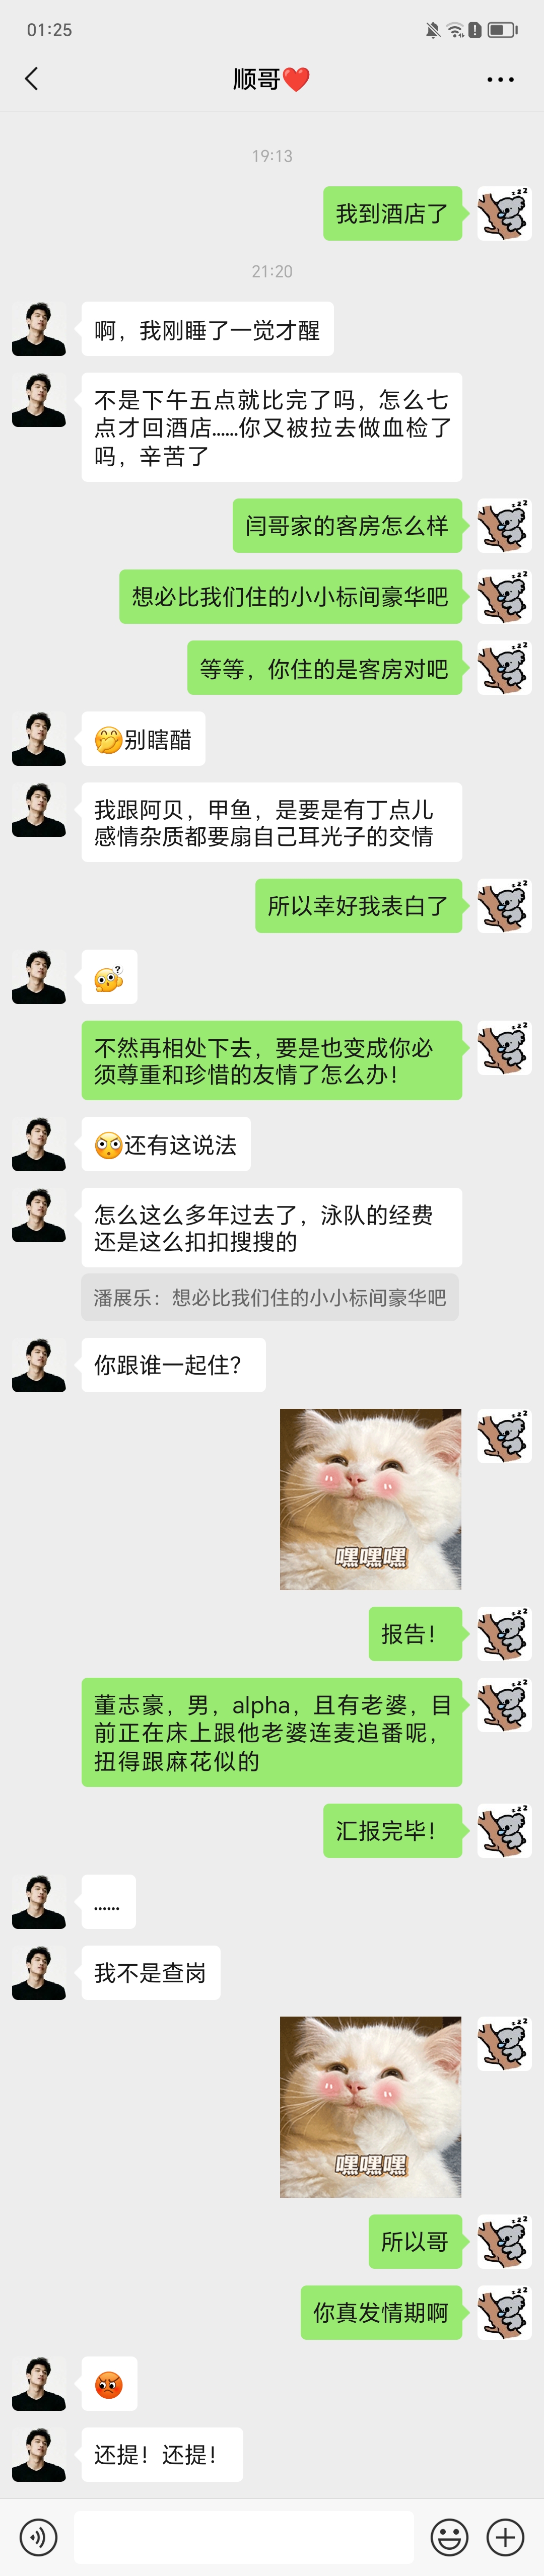 01:25
顺哥❤️
19:13
我到酒店了
zzz
21:20
啊，我刚睡了一觉才醒
不是下午五点就比完了吗，怎么七
点才回酒店......你又被拉去做血检了
吗，辛苦了
闫哥家的客房怎么样
zzz
想必比我们住的小小标间豪华吧
zzz
等等，你住的是客房对吧
zzz
🤭别瞎醋
我跟阿贝，甲鱼，是要是有丁点儿
感情杂质都要扇自己耳光子的交情
所以幸好我表白了
zzz
?
不然再相处下去，要是也变成你必
须尊重和珍惜的友情了怎么办！
zzz
😳还有这说法
怎么这么多年过去了，泳队的经费
还是这么扣扣搜搜的
潘展乐：想必比我们住的小小标间豪华吧
你跟谁一起住？
zzz
嘿嘿嘿
报告！
zzz
董志豪，男，alpha，且有老婆，目
前正在床上跟他老婆连麦追番呢，
扭得跟麻花似的
zzz
汇报完毕！
zzz
......
我不是查岗
zzz
嘿嘿嘿
所以哥
zzz
你真发情期啊
zzz
😡
还提！还提！